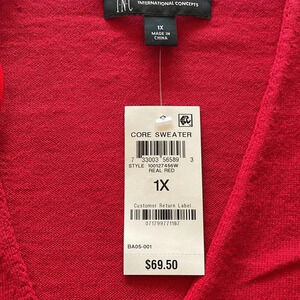 INC
INTERNATIONAL CONCEPTS
1X
MADE IN
CHINA
CORE SWEATER
7 33003 56589 3
STYLE 100127456W
REAL RED
1X
Customer Return Label
071799771187
BA05-001
$69.50